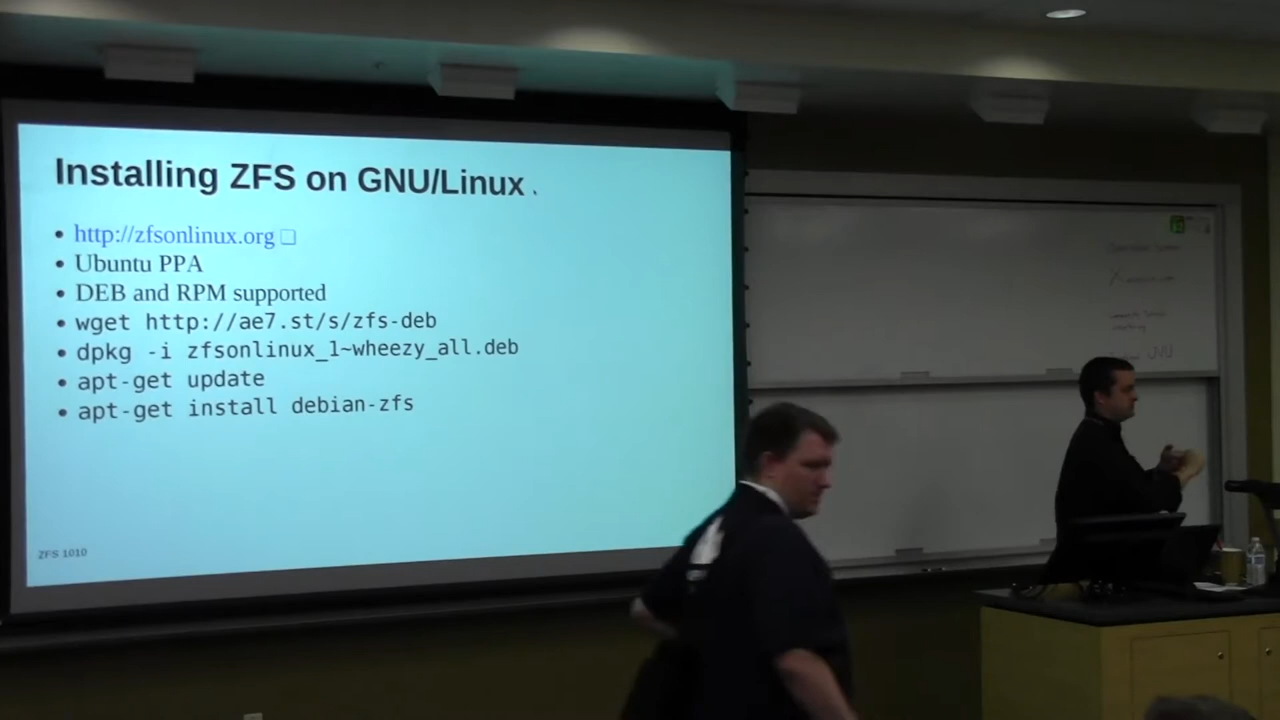 Installing ZFS on GNU/Linux
• http://zfsonlinux.org
• Ubuntu PPA
• DEB and RPM supported
• wget http://ae7.st/s/zfs-deb
• dpkg -i zfsonlinux_1~wheezy_all.deb
• apt-get update
• apt-get install debian-zfs
ZFS 1010